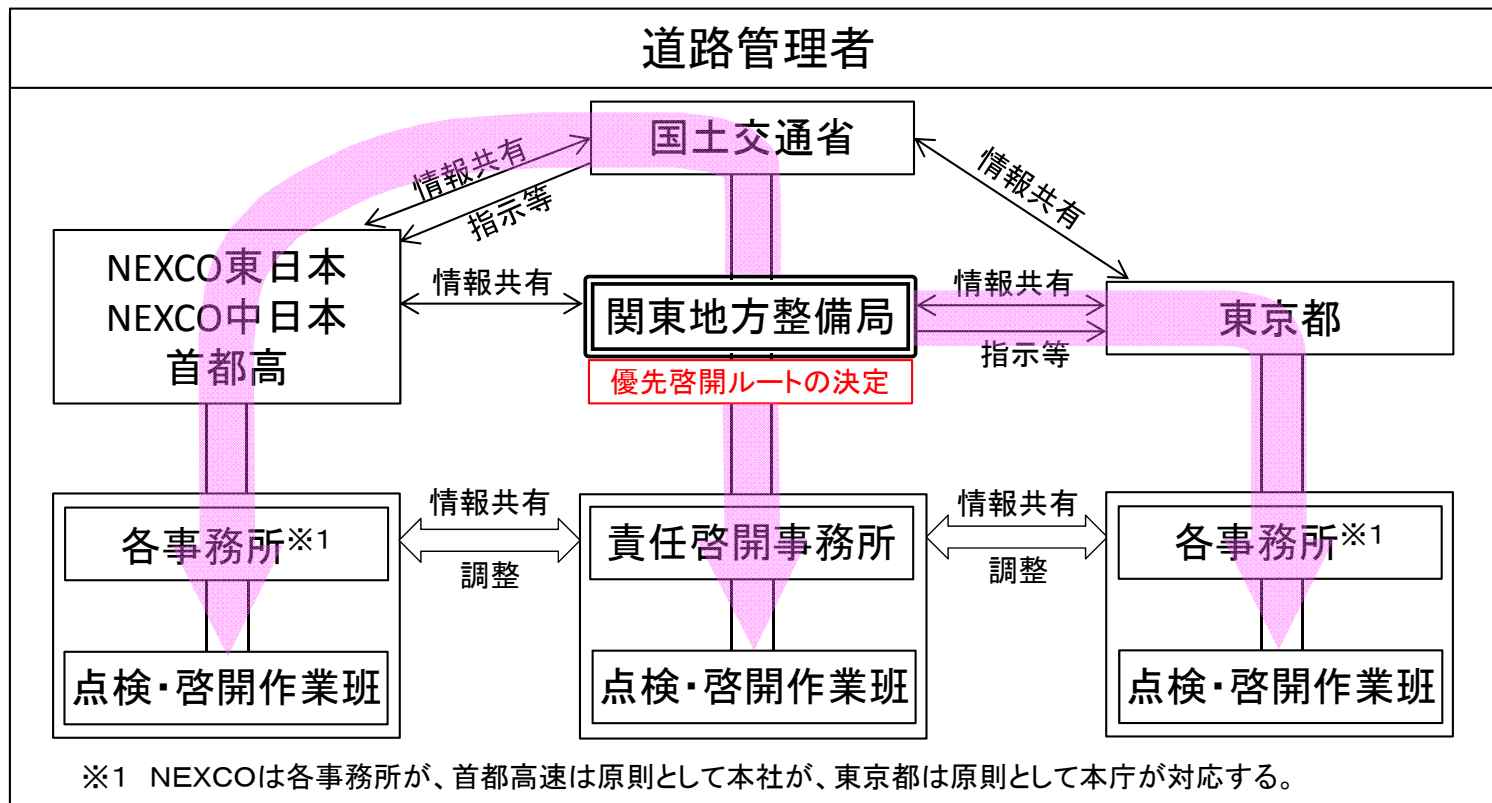 道路管理者
国土交通省
情報共有
指示等
情報共有
NEXCO東日本
NEXCO中日本
首都高
情報共有
関東地方整備局
優先啓開ルートの決定
情報共有
指示等
東京都
各事務所※1
情報共有
調整
責任啓開事務所
情報共有
調整
各事務所※1
点検・啓開作業班
点検・啓開作業班
点検・啓開作業班
※1 NEXCOは各事務所が、首都高速は原則として本社が、東京都は原則として本庁が対応する。